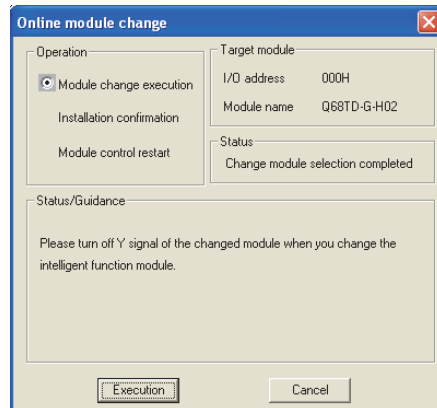 Online module change
Operation
Module change execution
Installation confirmation
Module control restart
Target module
I/O address 000H
Module name Q68TD-G-H02
Status
Change module selection completed
Status/Guidance
Please turn off Y signal of the changed module when you change the
intelligent function module.
Execution Cancel